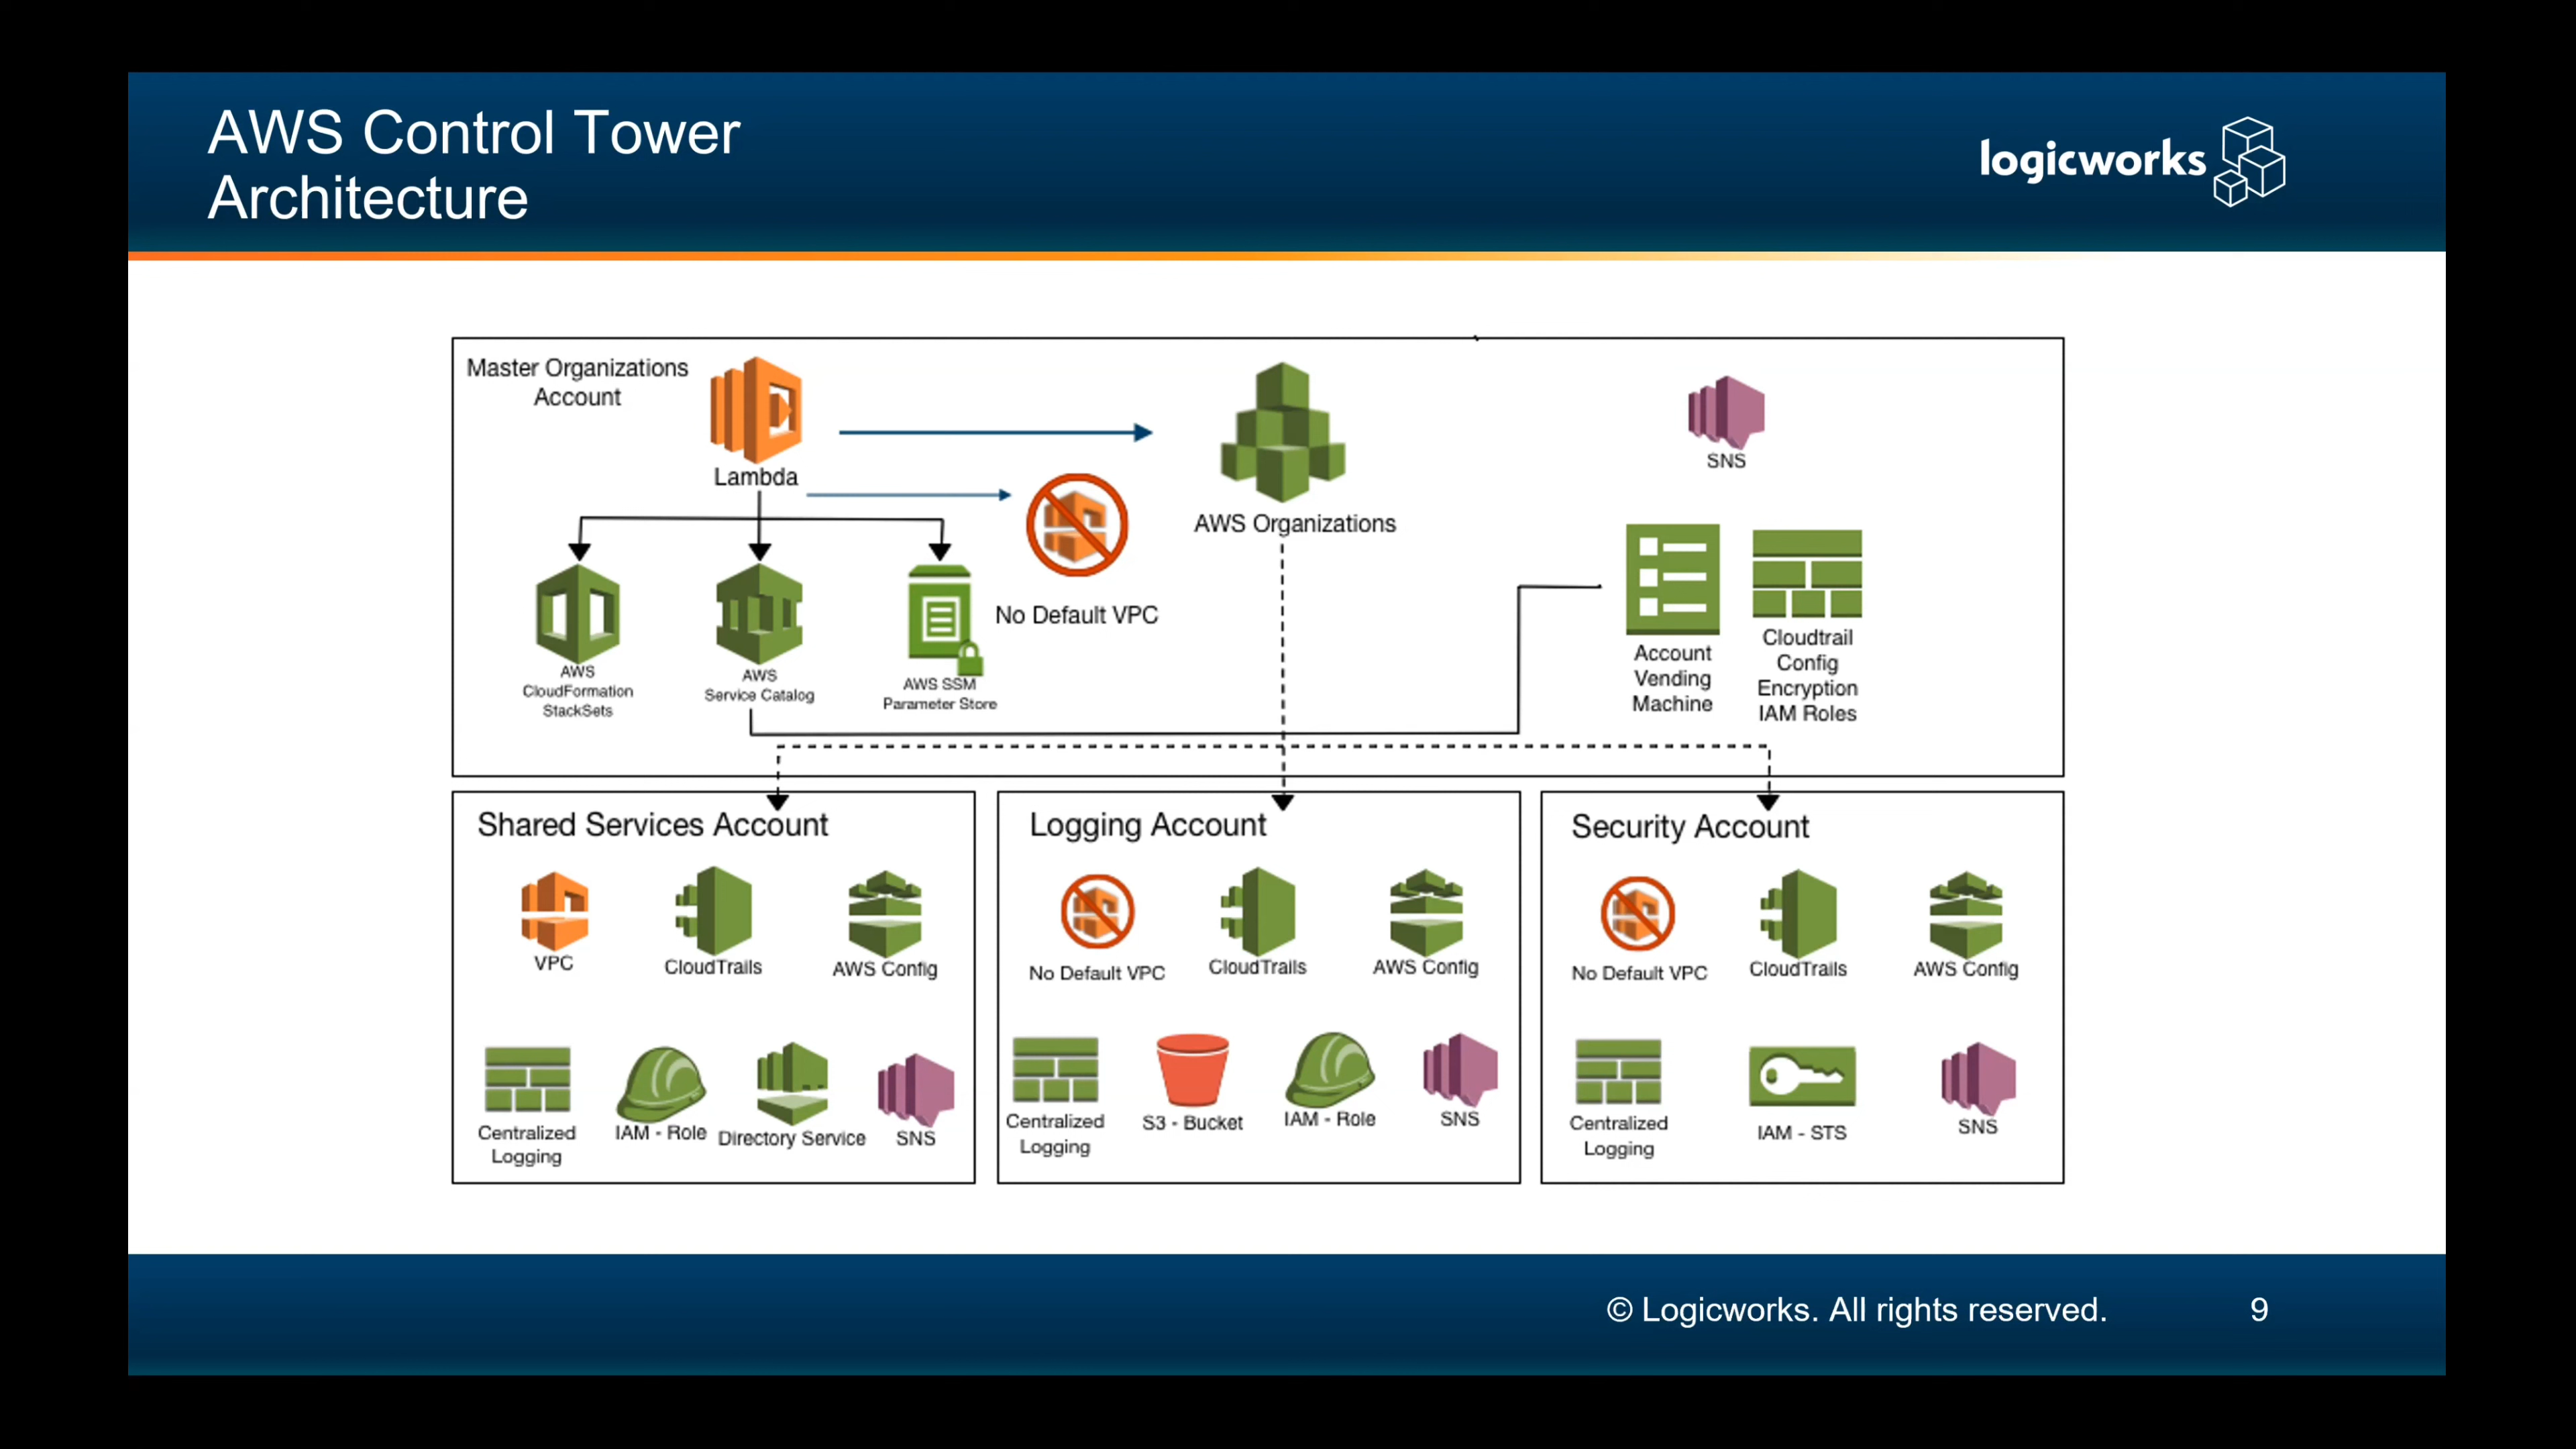 AWS Control Tower
Architecture
logicworks
Master Organizations
Account
Lambda
AWS Organizations
SNS
No Default VPC
AWS
CloudFormation
StackSets
AWS
Service Catalog
AWS SSM
Parameter Store
Account
Vending
Machine
Cloudtrail
Config
Encryption
IAM Roles
Shared Services Account
VPC
CloudTrails
AWS Config
Centralized
Logging
IAM - Role
Directory Service
SNS
Logging Account
No Default VPC
CloudTrails
AWS Config
Centralized
Logging
S3 - Bucket
IAM - Role
SNS
Security Account
No Default VPC
CloudTrails
AWS Config
Centralized
Logging
IAM - STS
SNS
© Logicworks. All rights reserved.
9